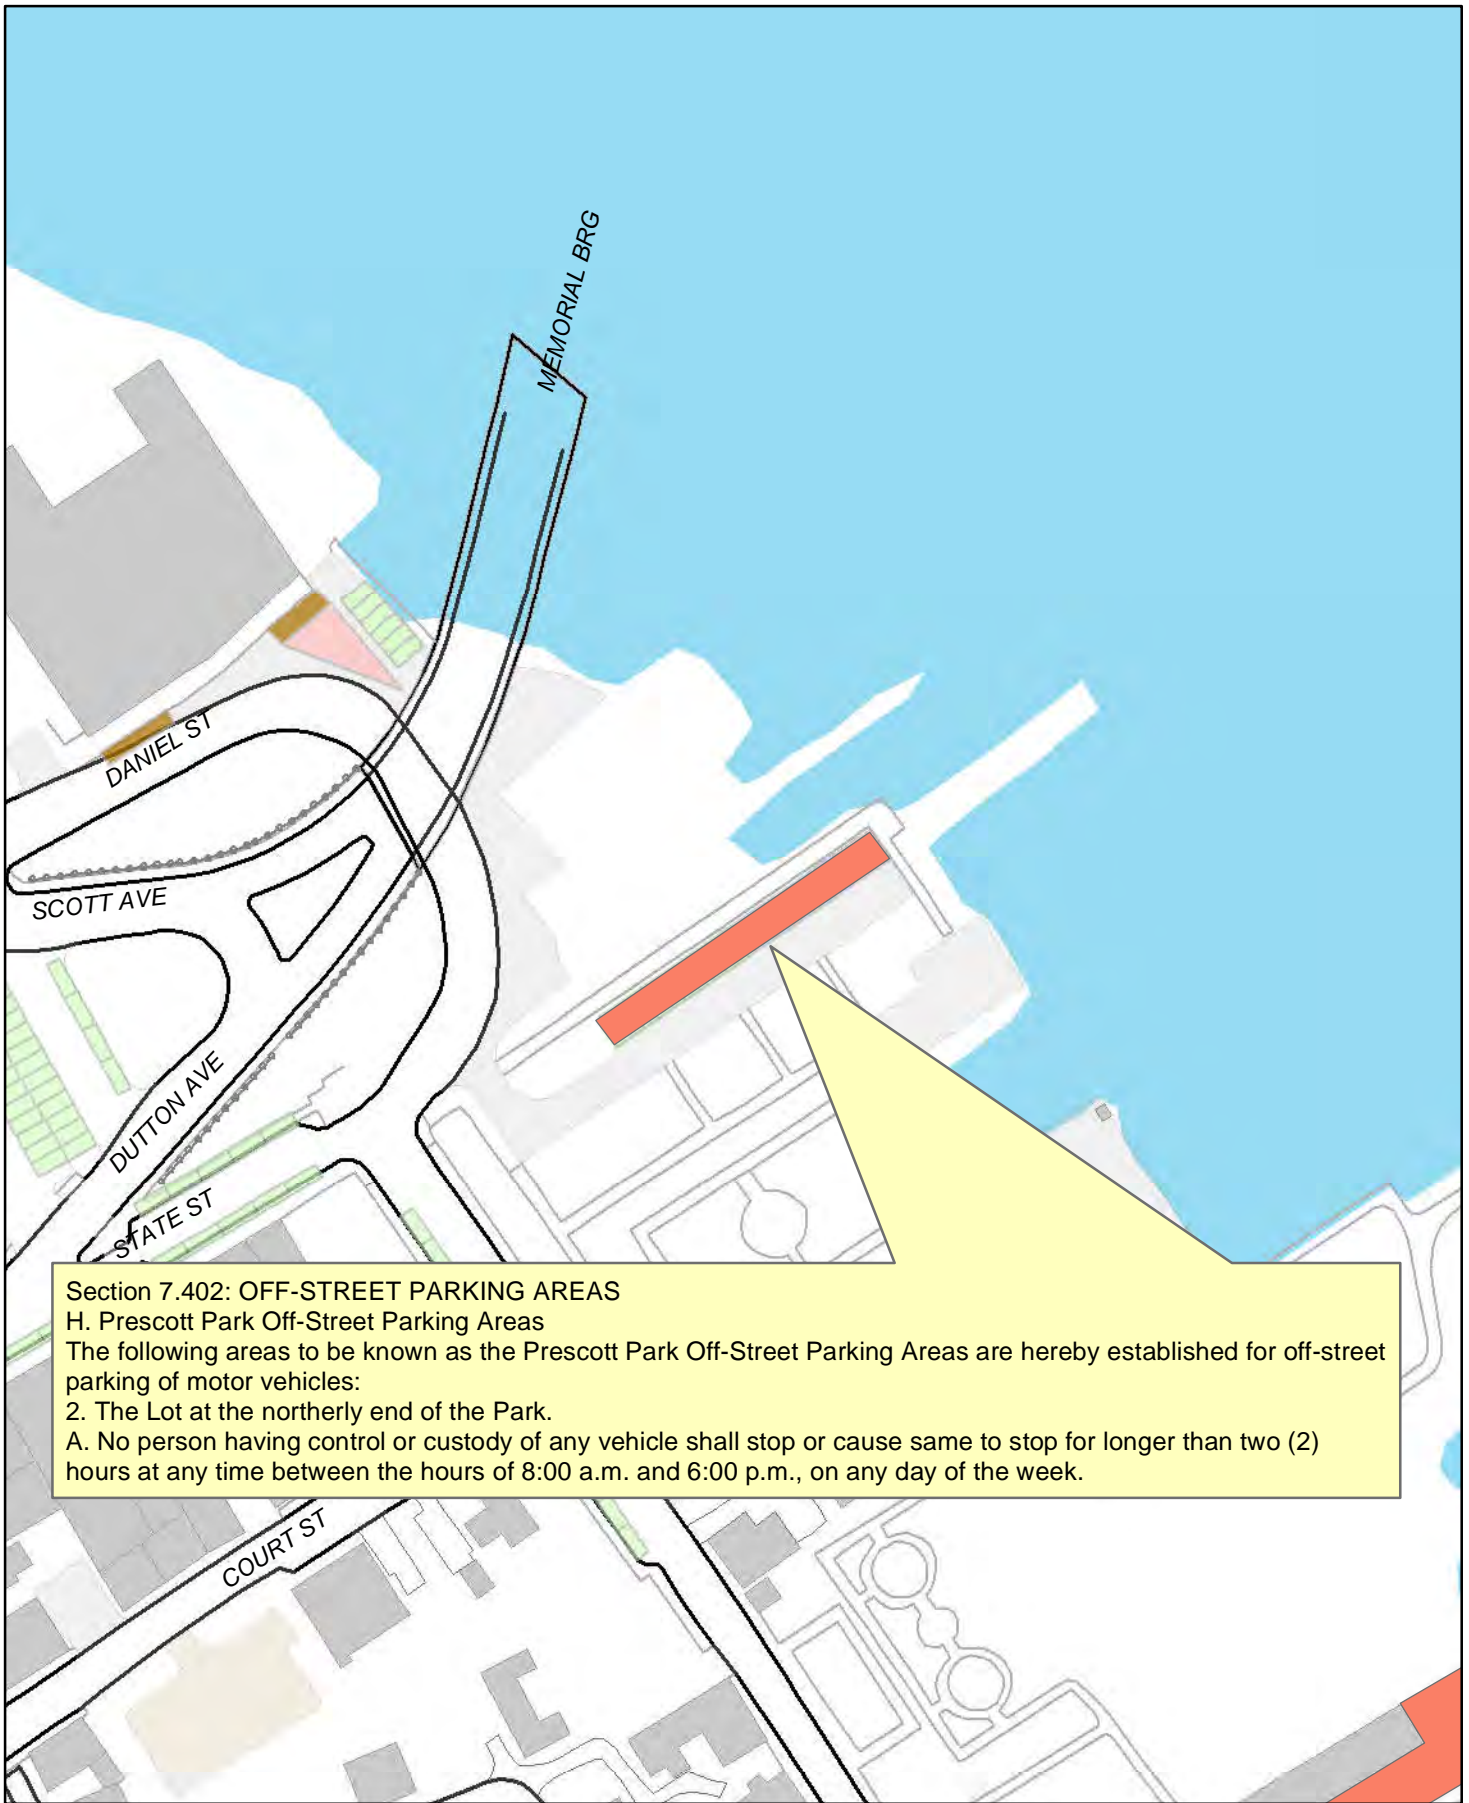 MEMORIAL BRG
DANIEL ST
SCOTT AVE
DUTTON AVE
STATE ST
Section 7.402: OFF-STREET PARKING AREAS
H. Prescott Park Off-Street Parking Areas
The following areas to be known as the Prescott Park Off-Street Parking Areas are hereby established for off-street
parking of motor vehicles:
2. The Lot at the northerly end of the Park.
A. No person having control or custody of any vehicle shall stop or cause same to stop for longer than two (2)
hours at any time between the hours of 8:00 a.m. and 6:00 p.m., on any day of the week.
COURT ST